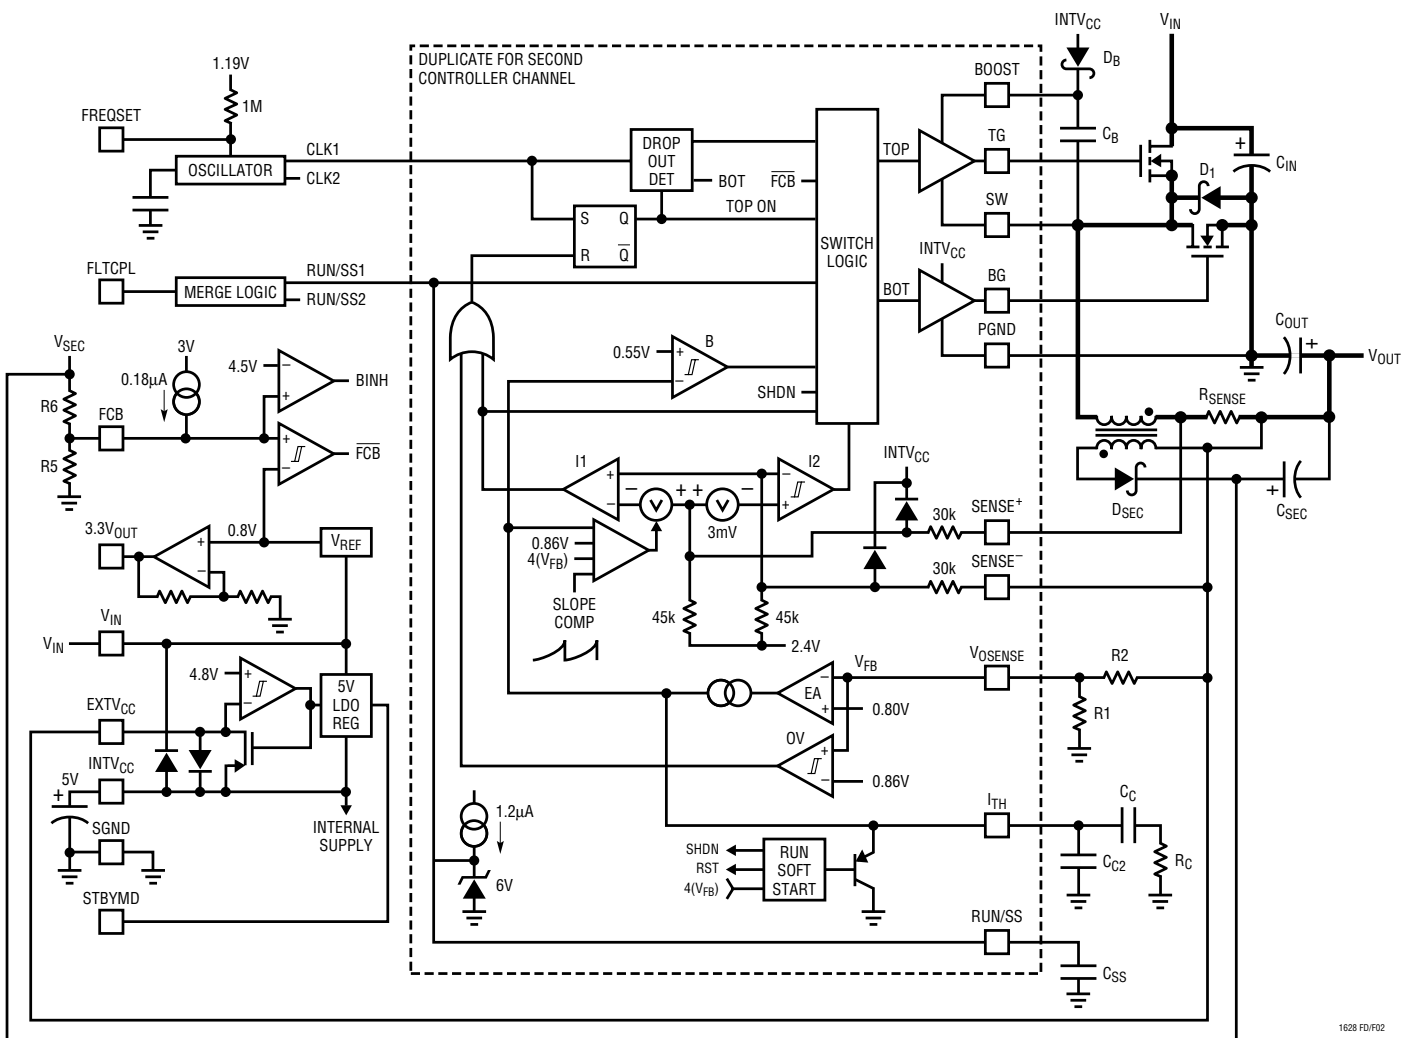 DUPLICATE FOR SECOND
CONTROLLER CHANNEL
INTVCC
VIN
DB
1.19V
1M
FREQSET
OSCILLATOR
CLK1
CLK2
DROP
OUT
DET
BOT
FCB
TOP ON
S
Q
R
Q
SWITCH
LOGIC
TOP
BOT
BOOST
TG
SW
INTVCC
BG
PGND
CB
+
CIN
D1
COUT
+
VOUT
FLTCPL
MERGE LOGIC
RUN/SS1
RUN/SS2
VSEC
R6
R5
FCB
3V
0.18μA
4.5V
−
+
BINH
+
−
FCB
0.55V
+
−
B
SHDN
RSENSE
DSEC
+
CSEC
3.3VOUT
+
−
0.8V
VREF
I1
+
−
− +
+ −
3mV
I2
−
+
INTVCC
0.86V
4(VFB)
SLOPE
COMP
45k
45k
2.4V
30k
SENSE+
30k
SENSE−
VIN
VIN
4.8V
+
−
5V
LDO
REG
EXTVCC
INTVCC
5V
+
SGND
INTERNAL
SUPPLY
STBYMD
VFB
EA
−
+
0.80V
OV
+
−
0.86V
VOSENSE
R2
R1
1.2μA
6V
SHDN
RST
4(VFB)
RUN
SOFT
START
ITH
CC
CC2
RC
RUN/SS
CSS
1628 FD/F02